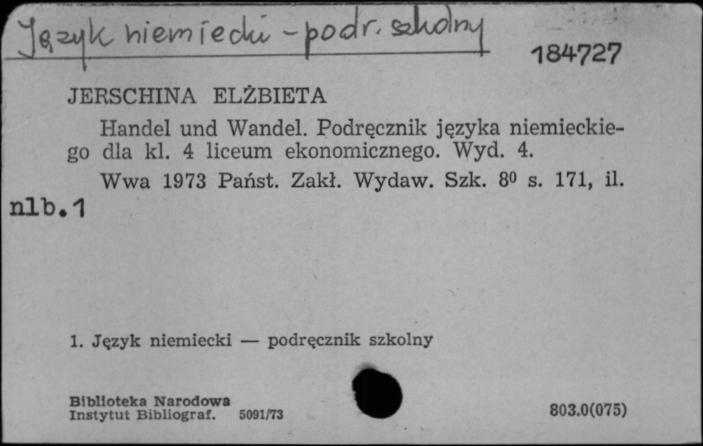 Język niemiecki - podr. szkolny
184727
JERSCHINA ELŻBIETA
Handel und Wandel. Podręcznik języka niemieckie-
go dla kl. 4 liceum ekonomicznego. Wyd. 4.
Wwa 1973 Państ. Zakł. Wydaw. Szk. 8⁰ s. 171, il.
nlb.1
1. Język niemiecki — podręcznik szkolny
Biblioteka Narodowa
Instytut Bibliograf. 5091/73
803.0(075)